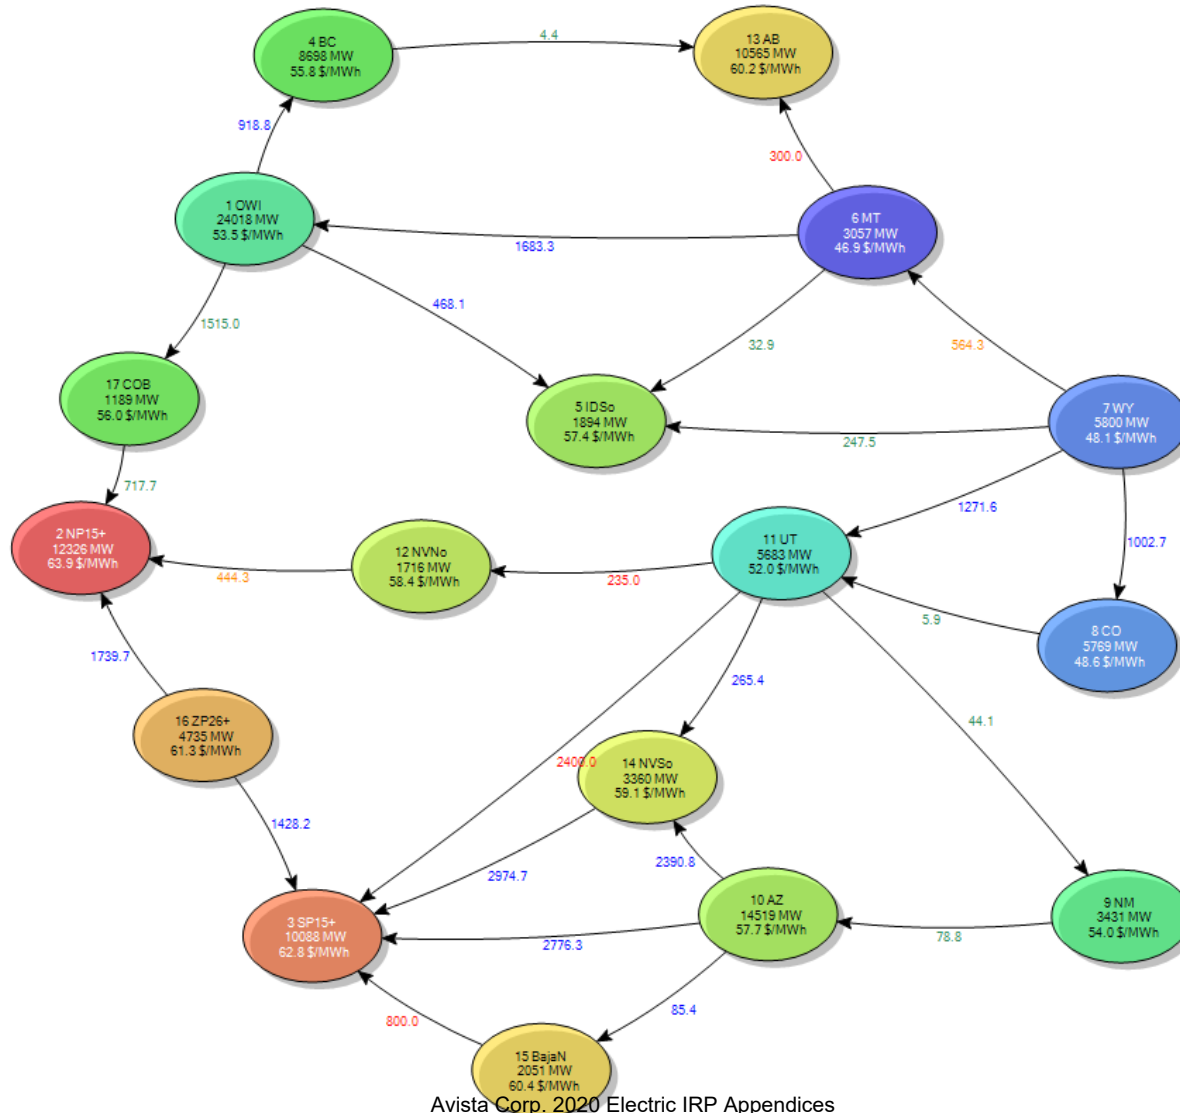 4 BC
8698 MW
55.8 $/MWh
4.4
13 AB
10565 MW
60.2 $/MWh
918.8
300.0
1 OWI
24018 MW
53.5 $/MWh
1683.3
6 MT
3057 MW
46.9 $/MWh
1515.0
468.1
32.9
564.3
17 COB
1189 MW
56.0 $/MWh
5 IDSo
1894 MW
57.4 $/MWh
247.5
7 WY
5800 MW
48.1 $/MWh
717.7
1271.6
1002.7
2 NP15+
12326 MW
63.9 $/MWh
444.3
12 NVNo
1716 MW
58.4 $/MWh
235.0
11 UT
5683 MW
52.0 $/MWh
5.9
8 CO
5769 MW
48.6 $/MWh
1739.7
265.4
44.1
16 ZP26+
4735 MW
61.3 $/MWh
2400.0
14 NVSo
3360 MW
59.1 $/MWh
1428.2
2974.7
2390.8
3 SP15+
10088 MW
62.8 $/MWh
2776.3
10 AZ
14519 MW
57.7 $/MWh
78.8
9 NM
3431 MW
54.0 $/MWh
800.0
85.4
15 BajaN
2051 MW
60.4 $/MWh
Avista Corp. 2020 Electric IRP Appendices